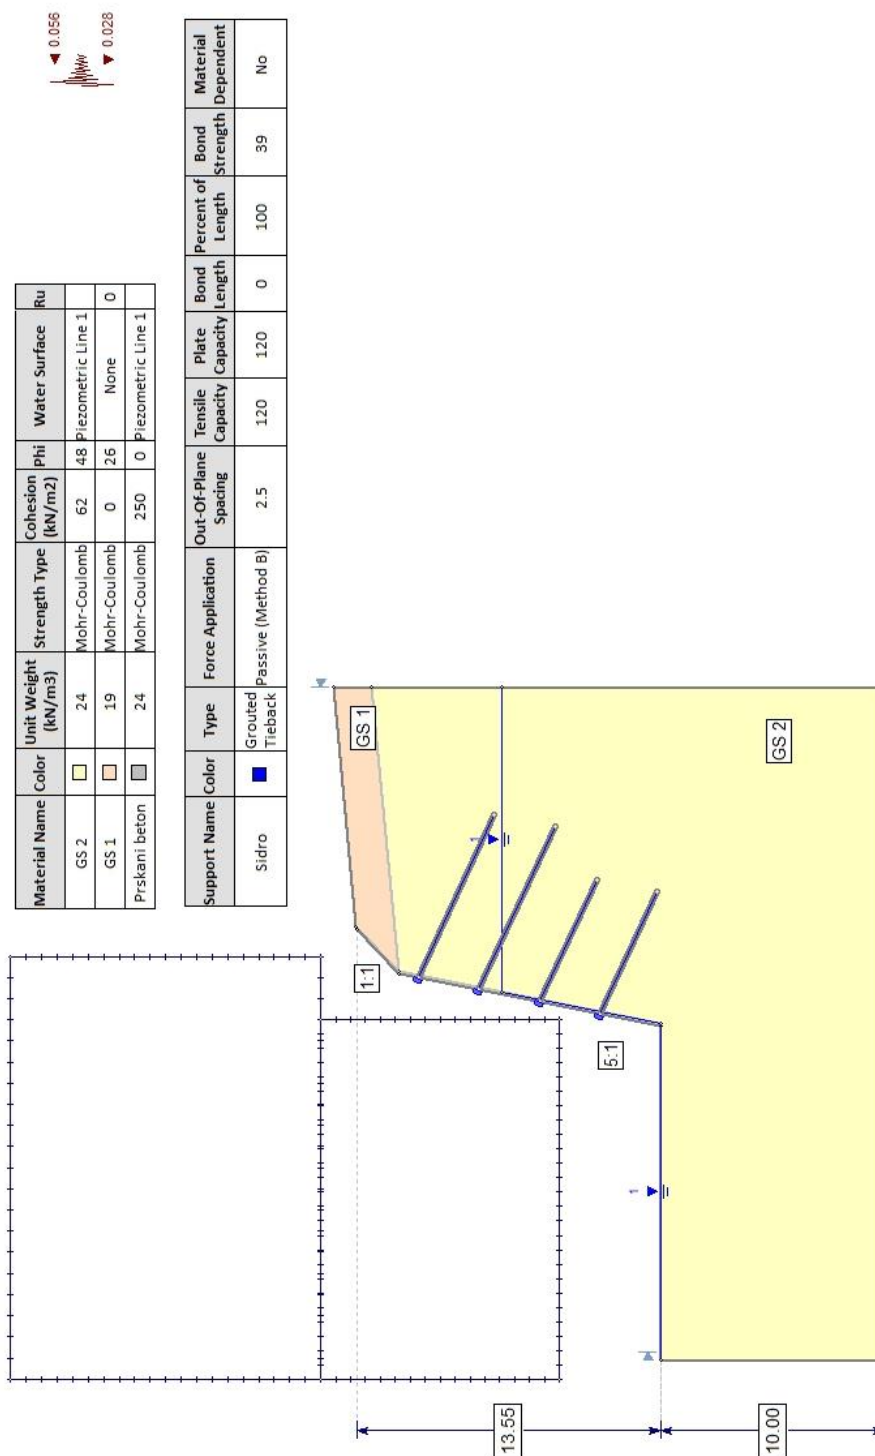 Material Name Color Unit Weight (kN/m3) Strength Type Cohesion (kN/m2) Phi Water Surface Ru
GS 2 24 Mohr-Coulomb 62 48 Piezometric Line 1
GS 1 19 Mohr-Coulomb 0 26 None 0
Prskani beton 24 Mohr-Coulomb 250 0 Piezometric Line 1
Support Name Color Type Force Application Out-Of-Plane Spacing Tensile Capacity Plate Capacity Bond Length Percent of Length Bond Strength Material Dependent
Sidro Grouted Tieback Passive (Method B) 2.5 120 120 0 100 39 No
0.056
0.028
1:1
GS 1
1
5:1
GS 2
1
13.55
10.00